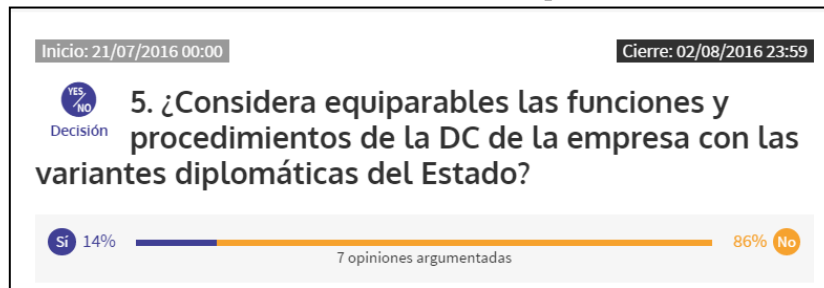 Inicio: 21/07/2016 00:00
Cierre: 02/08/2016 23:59
YES/NO
Decisión
5. ¿Considera equiparables las funciones y
procedimientos de la DC de la empresa con las
variantes diplomáticas del Estado?
Sí 14%
86% No
7 opiniones argumentadas